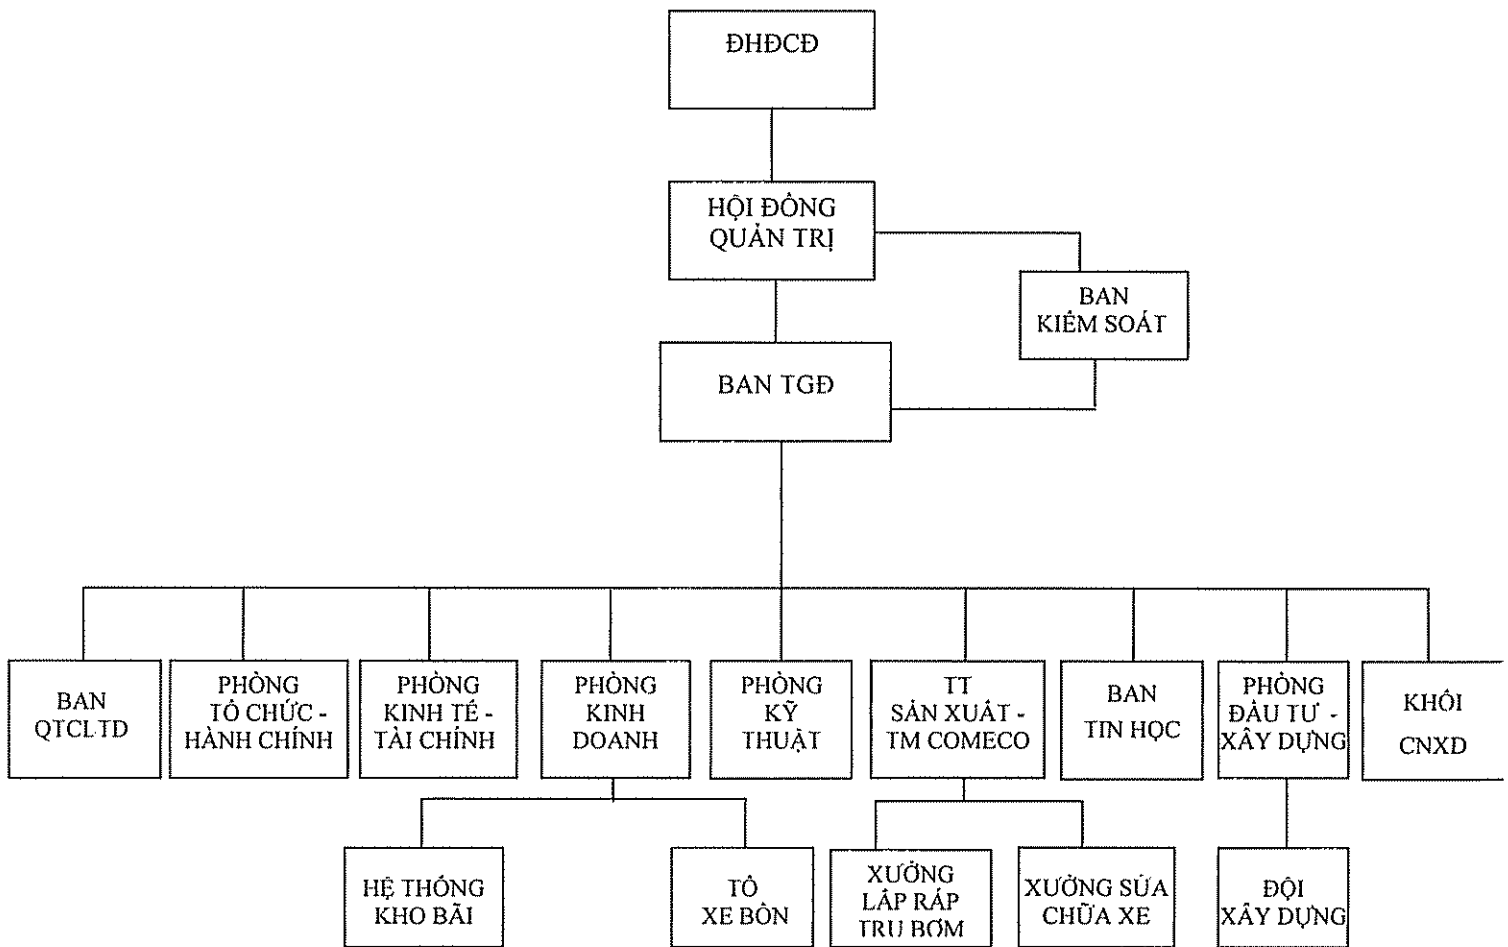 ĐHĐCĐ
HỘI ĐỒNG
QUẢN TRỊ
BAN
KIỂM SOÁT
BAN TGĐ
BAN
QTCLTD
PHÒNG
TỔ CHỨC -
HÀNH CHÍNH
PHÒNG
KINH TẾ -
TÀI CHÍNH
PHÒNG
KINH
DOANH
PHÒNG
KỸ
THUẬT
TT
SẢN XUẤT -
TM COMECO
BAN
TIN HỌC
PHÒNG
ĐẦU TƯ -
XÂY DỰNG
KHỐI
CNXD
HỆ THỐNG
KHO BÃI
TỔ
XE BỒN
XƯỞNG
LẮP RÁP
TRỤ BƠM
XƯỞNG SỬA
CHỮA XE
ĐỘI
XÂY DỰNG